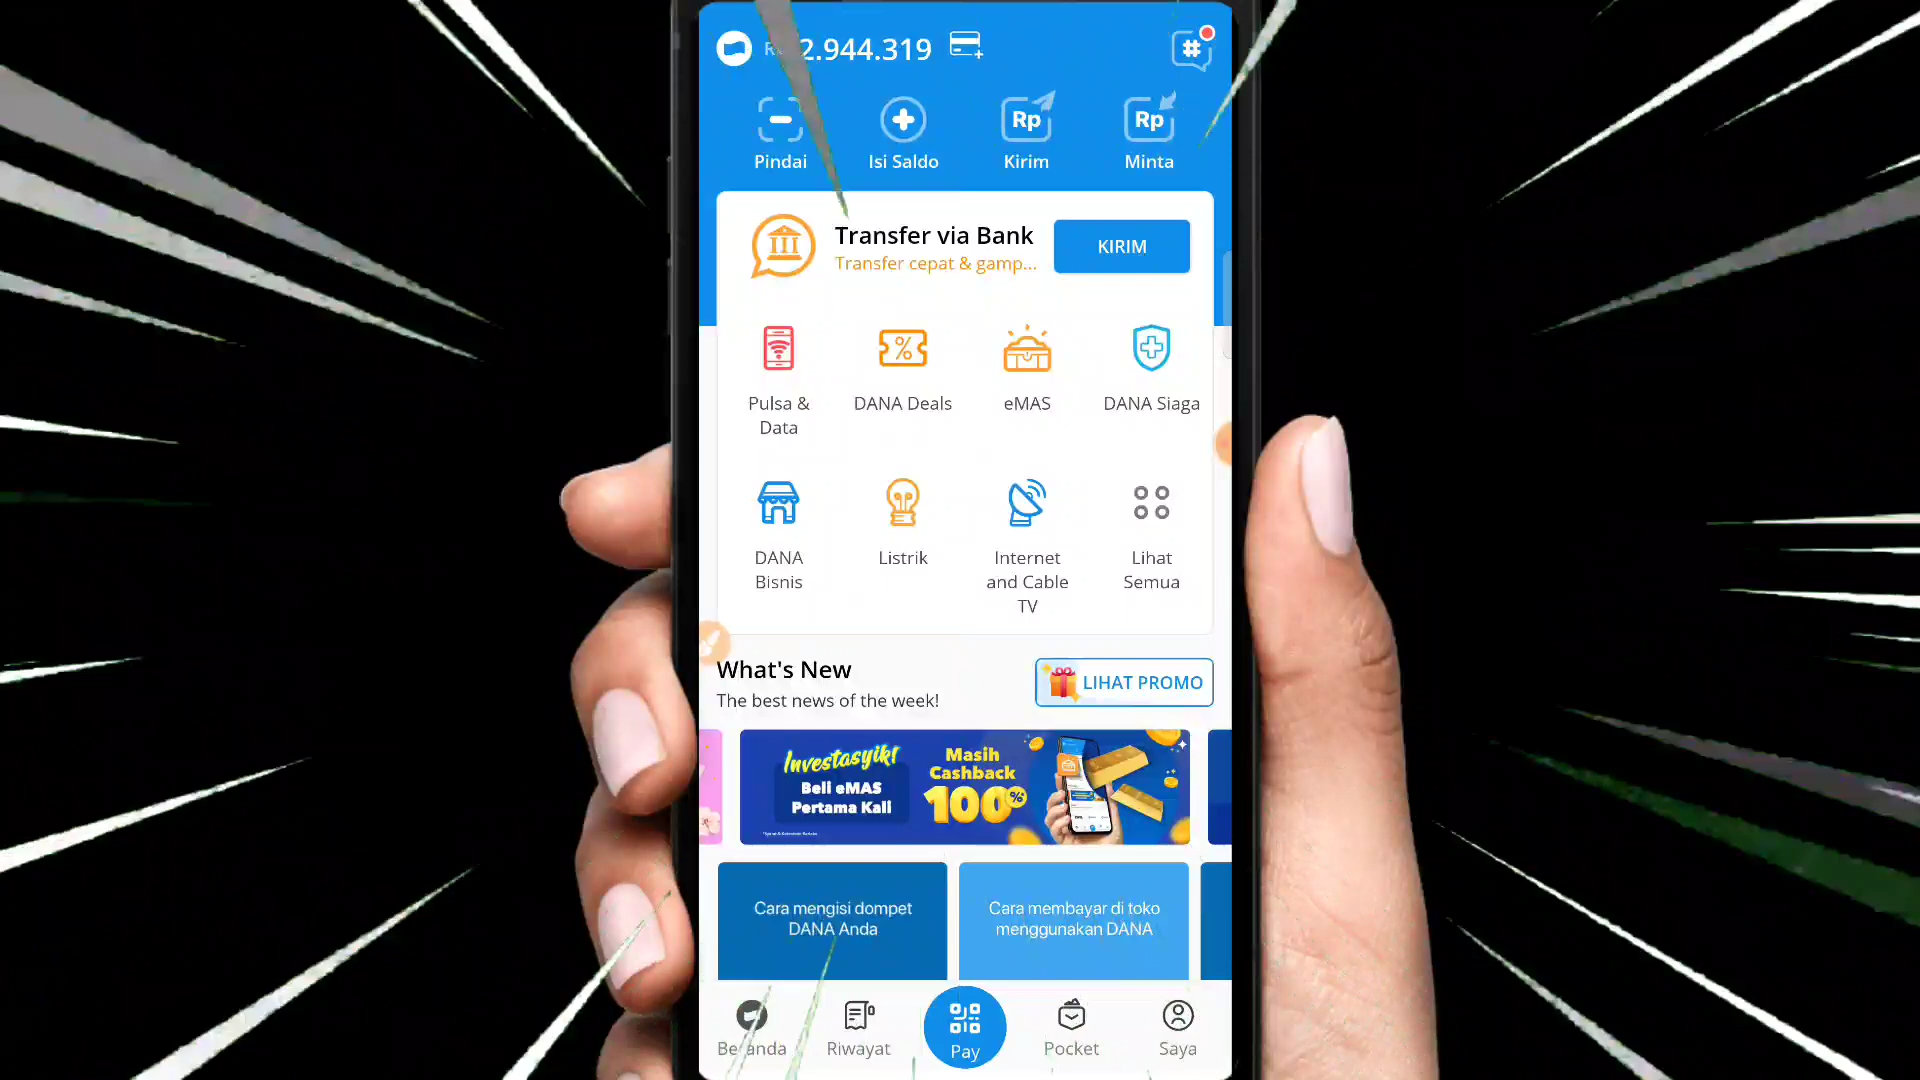 2.944.319
#
Pindai
Isi Saldo
Rp
Kirim
Rp
Minta
Transfer via Bank
Transfer cepat & gamp...
KIRIM
Pulsa &
Data
%
DANA Deals
eMAS
DANA Siaga
DANA
Bisnis
Listrik
Internet
and Cable
TV
Lihat
Semua
What's New
The best news of the week!
LIHAT PROMO
Investasyik!
Beli eMAS
Pertama Kali
Masih
Cashback
100%
Cara mengisi dompet
DANA Anda
Cara membayar di toko
menggunakan DANA
Beranda
Riwayat
Pay
Pocket
Saya